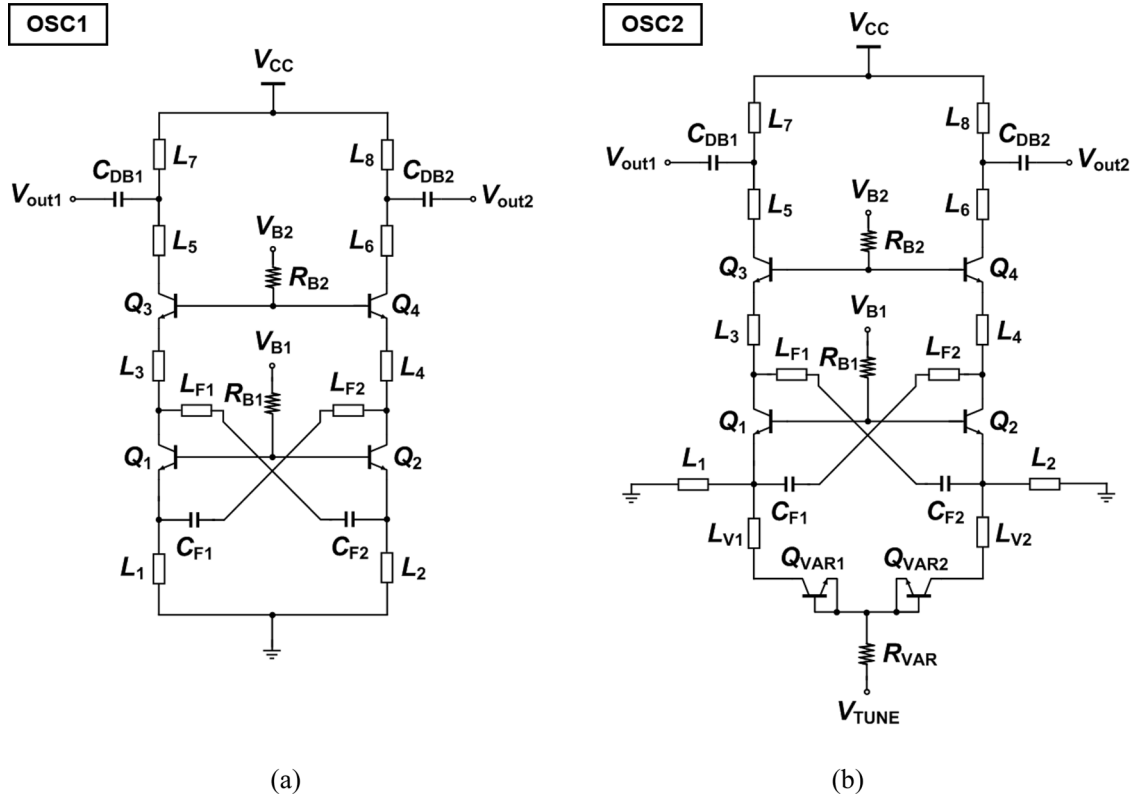 OSC1
VCC
L7
L8
CDB1
CDB2
Vout1
Vout2
L5
L6
VB2
RB2
Q3
Q4
L3
L4
VB1
LF1
LF2
RB1
Q1
Q2
CF1
CF2
L1
L2
(a)
OSC2
VCC
L7
L8
CDB1
CDB2
Vout1
Vout2
L5
L6
VB2
RB2
Q3
Q4
VB1
L3
L4
LF1
LF2
RB1
Q1
Q2
L1
L2
CF1
CF2
LV1
LV2
QVAR1
QVAR2
RVAR
VTUNE
(b)